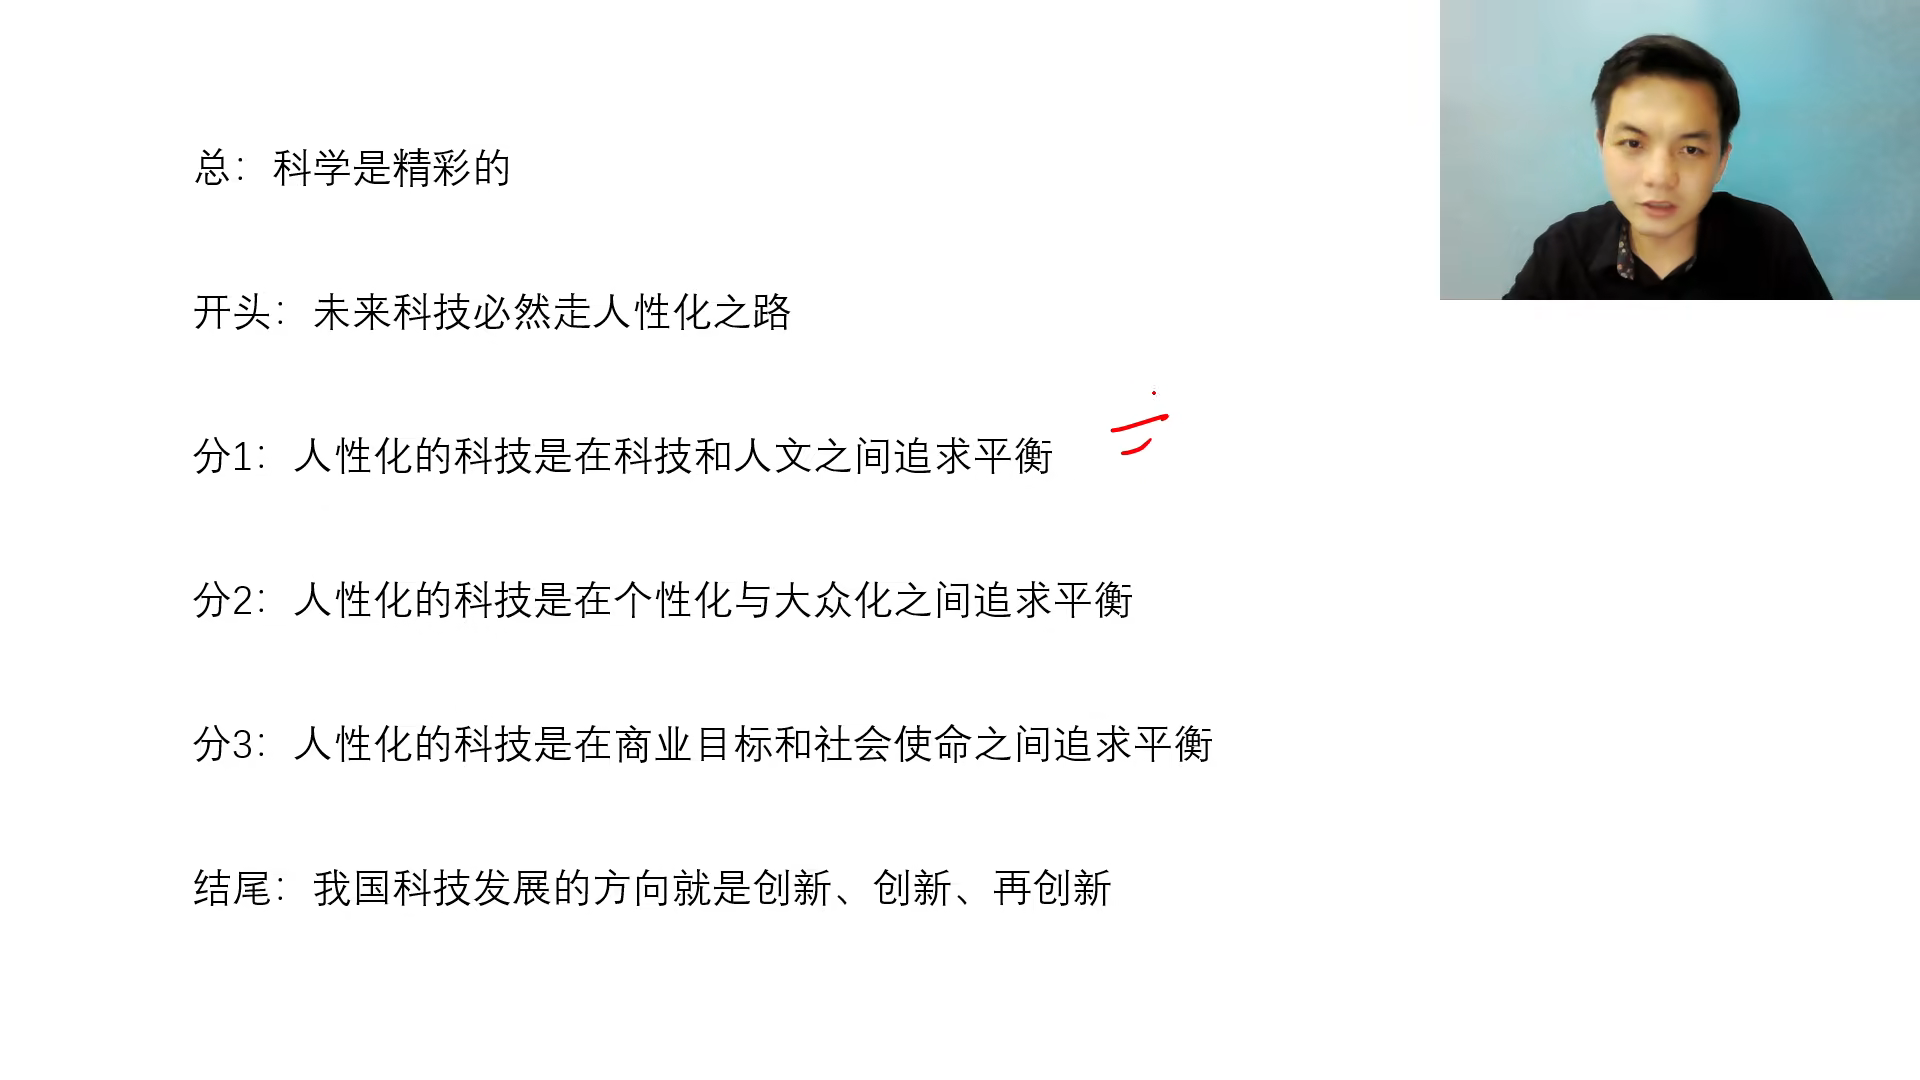 总：科学是精彩的
开头：未来科技必然走人性化之路
分1：人性化的科技是在科技和人文之间追求平衡
分2：人性化的科技是在个性化与大众化之间追求平衡
分3：人性化的科技是在商业目标和社会使命之间追求平衡
结尾：我国科技发展的方向就是创新、创新、再创新